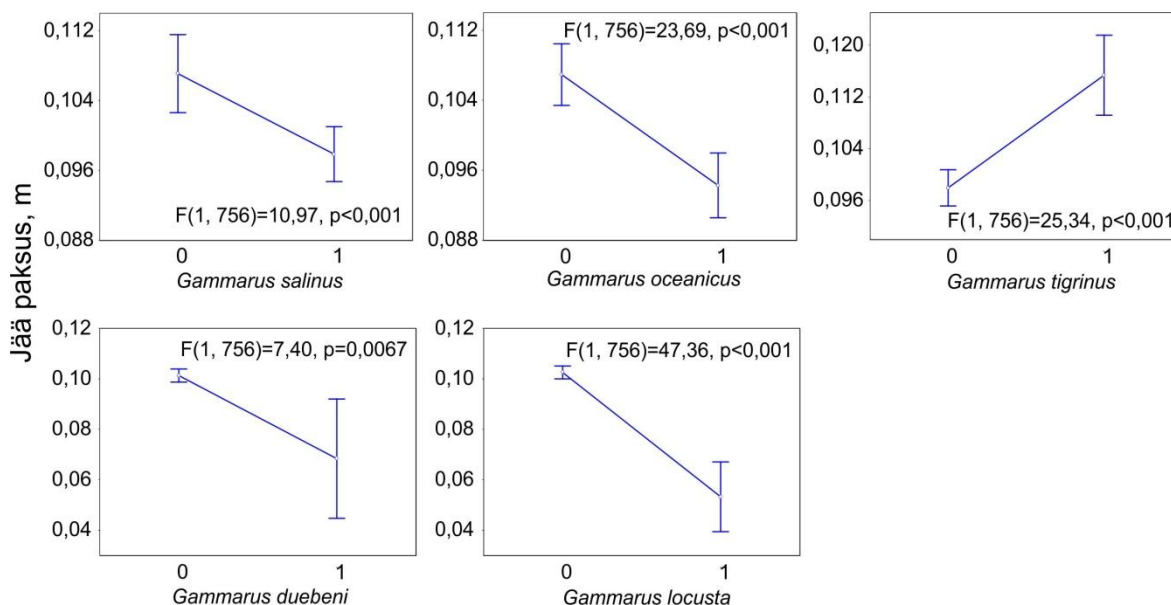 Jää paksus, m
0,112
0,104
0,096
0,088
F(1, 756)=10,97, p<0,001
0 1
Gammarus salinus
0,112
0,104
0,096
0,088
F(1, 756)=23,69, p<0,001
0 1
Gammarus oceanicus
0,120
0,112
0,104
0,096
F(1, 756)=25,34, p<0,001
0 1
Gammarus tigrinus
0,12
0,10
0,08
0,06
0,04
F(1, 756)=7,40, p=0,0067
0 1
Gammarus duebeni
0,12
0,10
0,08
0,06
0,04
F(1, 756)=47,36, p<0,001
0 1
Gammarus locusta